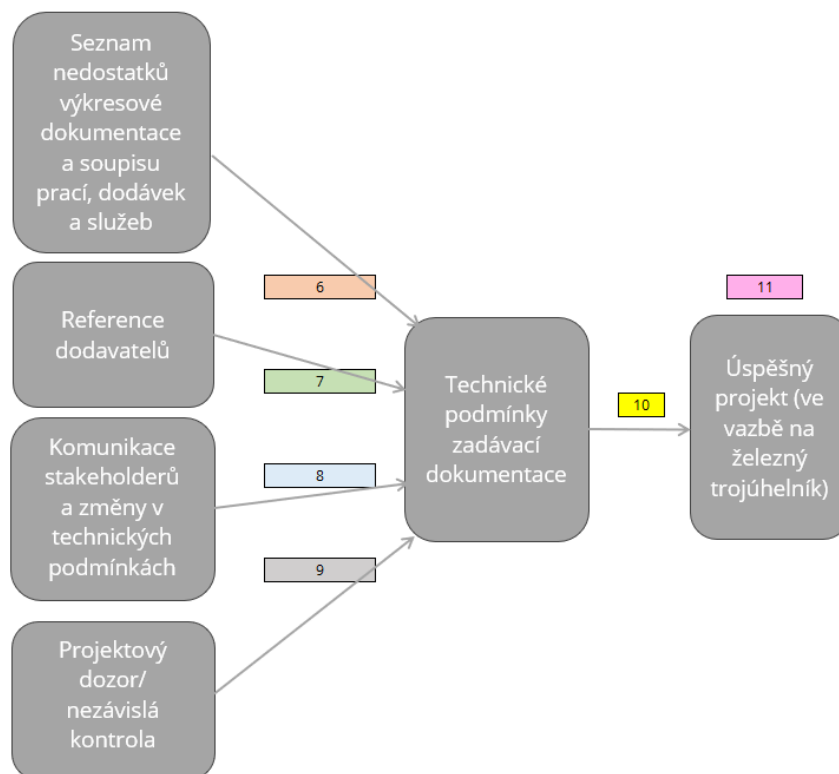 Seznam
nedostatků
výkresové
dokumentace
a soupisu
prací, dodávek
a služeb
Reference
dodavatelů
Komunikace
stakeholderů
a změny v
technických
podmínkách
Projektový
dozor/
nezávislá
kontrola
6
7
8
9
Technické
podmínky
zadávací
dokumentace
10
11
Úspěšný
projekt (ve
vazbě na
železný
trojúhelník)